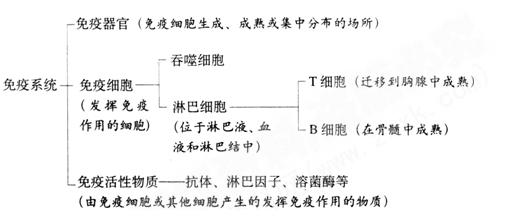 免疫器官（免疫细胞生成、成熟或集中分布的场所）
吞噬细胞
免疫系统
免疫细胞
（发挥免疫
作用的细胞）
淋巴细胞
（位于淋巴液、血
液和淋巴结中）
T细胞（迁移到胸腺中成熟）
B细胞（在骨髓中成熟）
免疫活性物质——抗体、淋巴因子、溶菌酶等
（由免疫细胞或其他细胞产生的发挥免疫作用的物质）